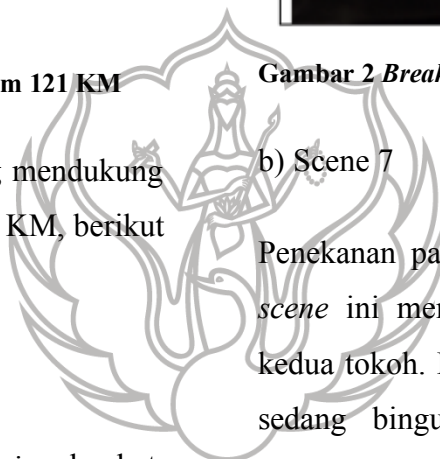 m 121 KM
mendukung
KM, berikut
Gambar 2 Break
b) Scene 7
Penekanan pa
scene ini mer
kedua tokoh.
sedang bingu